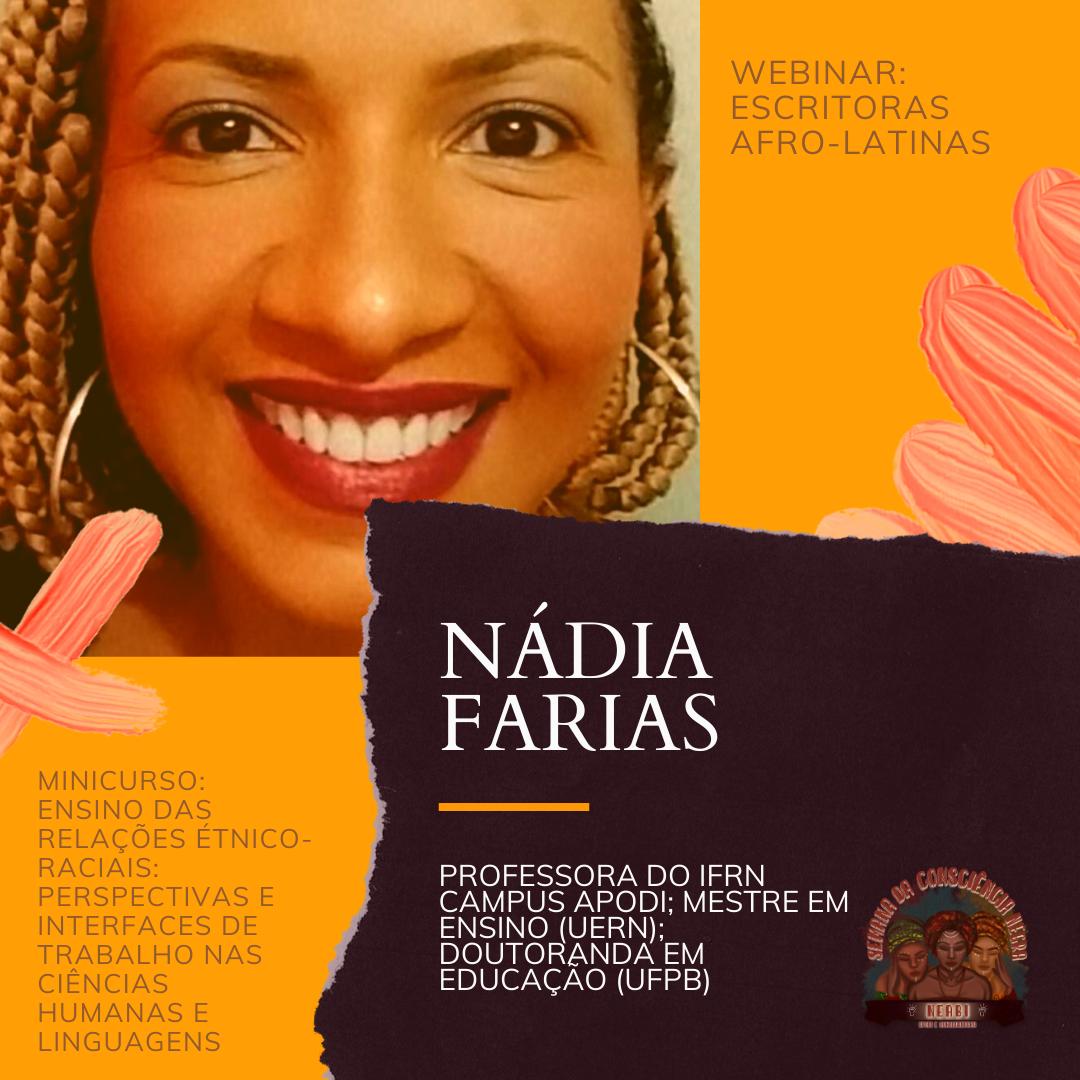 WEBINAR:
ESCRITORAS
AFRO-LATINAS
NÁDIA
FARIAS
MINICURSO:
ENSINO DAS
RELAÇÕES ÉTNICO-
RACIAIS:
PERSPECTIVAS E
INTERFACES DE
TRABALHO NAS
CIÊNCIAS
HUMANAS E
LINGUAGENS
PROFESSORA DO IFRN
CAMPUS APODI; MESTRE EM
ENSINO (UERN);
DOUTORANDA EM
EDUCAÇÃO (UFPB)
SEMANA DA CONSCIÊNCIA NEGRA
NEABI